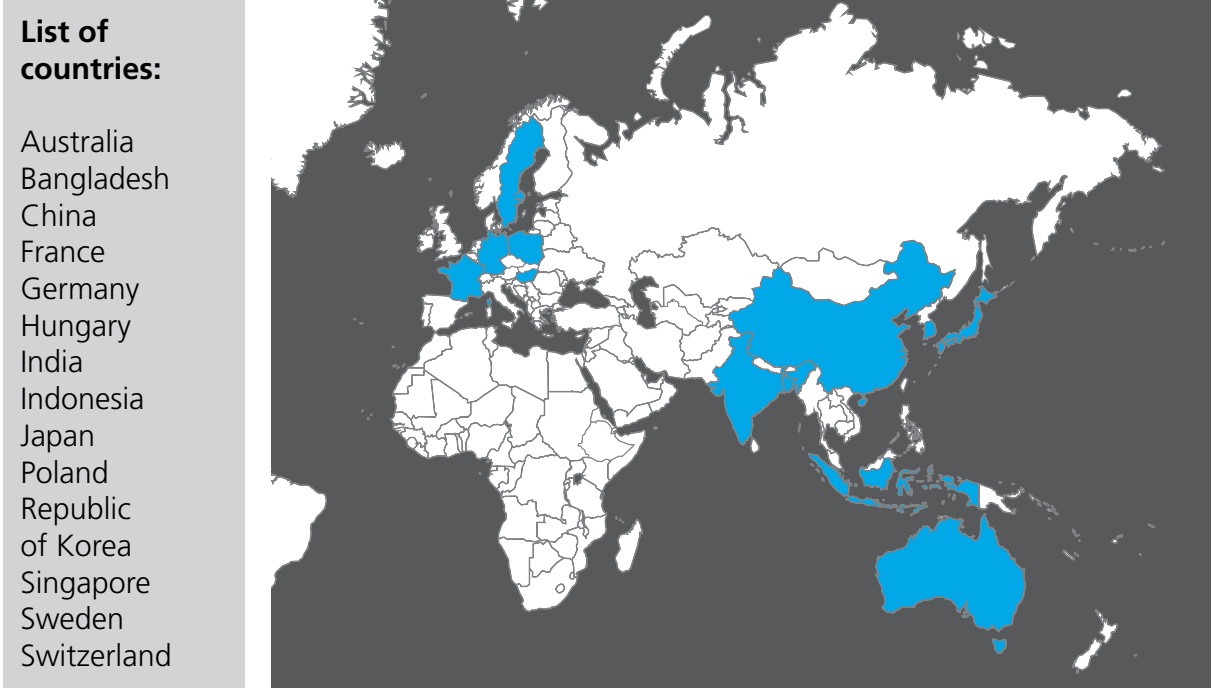 List of
countries:
Australia
Bangladesh
China
France
Germany
Hungary
India
Indonesia
Japan
Poland
Republic
of Korea
Singapore
Sweden
Switzerland